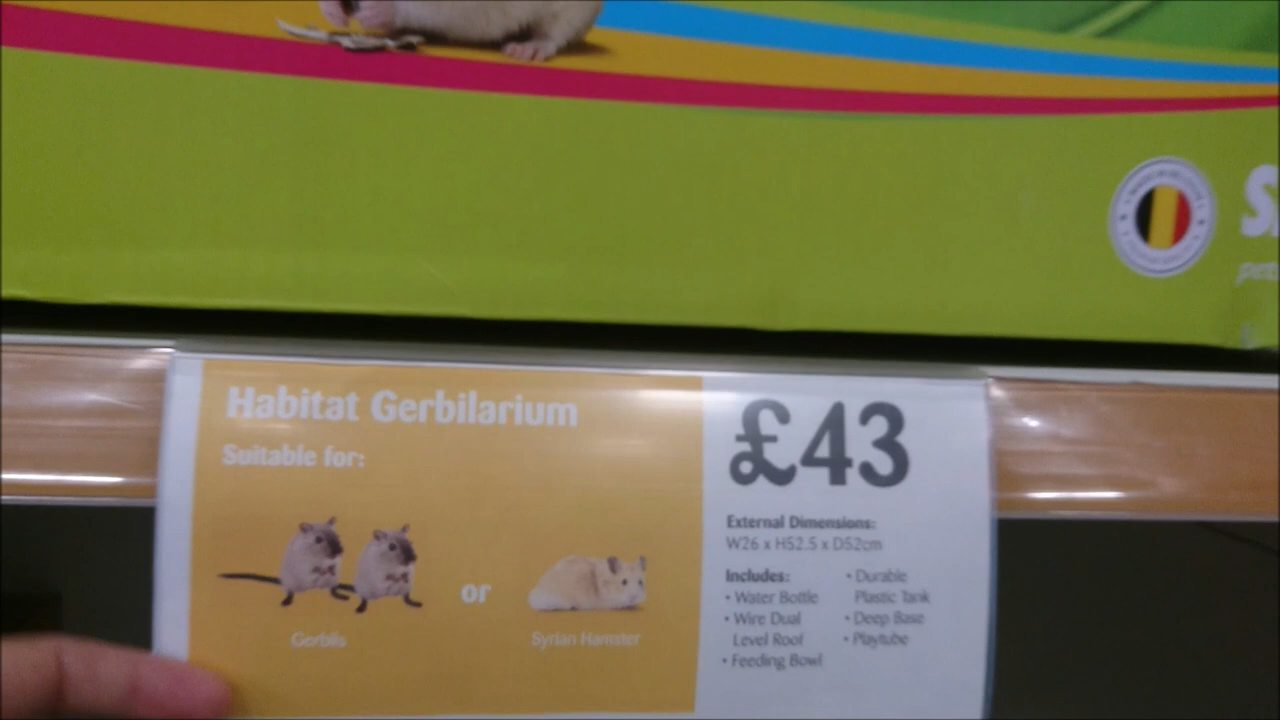 Habitat Gerbilarium
Suitable for:
or
Gerbils
Syrian Hamster
£43
External Dimensions:
W26 x H52.5 x D52cm
Includes:
• Water Bottle
• Wire Dual
Level Roof
• Feeding Bowl
• Durable
Plastic Tank
• Deep Base
• Playtube